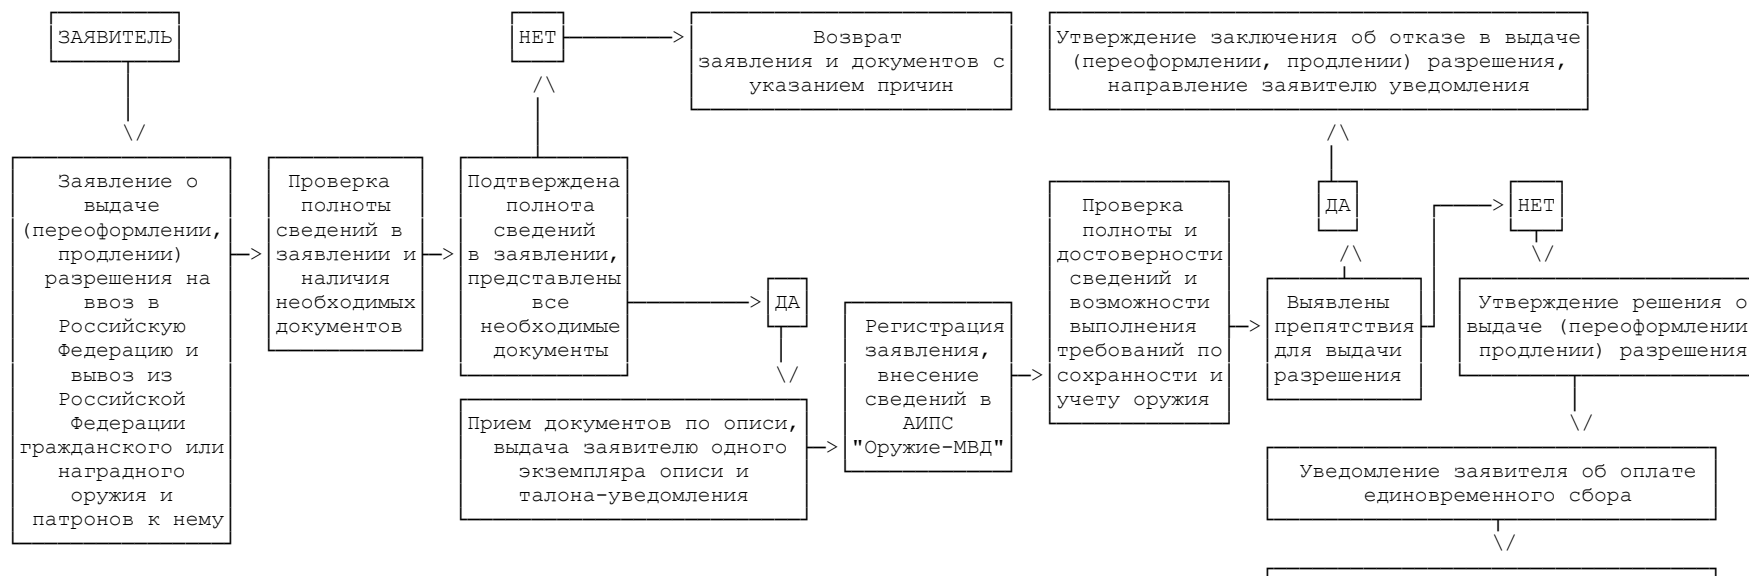 ЗАЯВИТЕЛЬ
НЕТ
Возврат
заявления и документов с
указанием причин
Утверждение заключения об отказе в выдаче
(переоформлении, продлении) разрешения,
направление заявителю уведомления
Заявление о
выдаче
(переоформлении,
продлении)
разрешения на
ввоз в
Российскую
Федерацию и
вывоз из
Российской
Федерации
гражданского или
наградного
оружия и
патронов к нему
Проверка
полноты
сведений в
заявлении и
наличия
необходимых
документов
Подтверждена
полнота
сведений
в заявлении,
представлены
все
необходимые
документы
ДА
Прием документов по описи,
выдача заявителю одного
экземпляра описи и
талона-уведомления
Регистрация
заявления,
внесение
сведений в
АИПС
"Оружие-МВД"
Проверка
полноты и
достоверности
сведений и
возможности
выполнения
требований по
сохранности и
учету оружия
ДА
НЕТ
Выявлены
препятствия
для выдачи
разрешения
Утверждение решения о
выдаче (переоформлении
продлении) разрешения
Уведомление заявителя об оплате
единовременного сбора